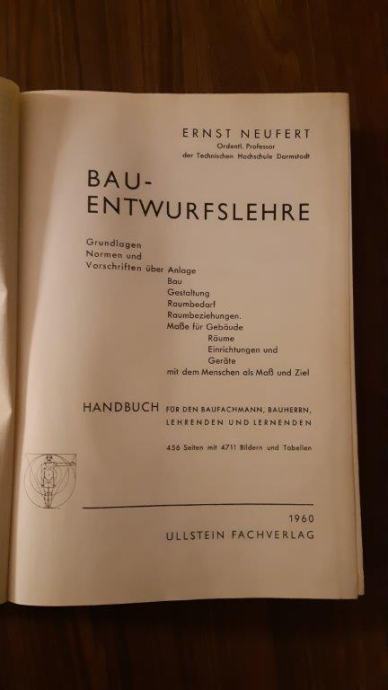 ERNST NEUFERT
Ordentl. Professor
der Technischen Hochschule Darmstadt
BAU-
ENTWURFSLEHRE
Grundlagen
Normen und
Vorschriften über Anlage
Bau
Gestaltung
Raumbedarf
Raumbeziehungen.
Maße für Gebäude
Räume
Einrichtungen und
Geräte
mit dem Menschen als Maß und Ziel
HANDBUCH FÜR DEN BAUFACHMANN, BAUHERRN,
LEHRENDEN UND LERNENDEN
456 Seiten mit 4711 Bildern und Tabellen
1960
ULLSTEIN FACHVERLAG